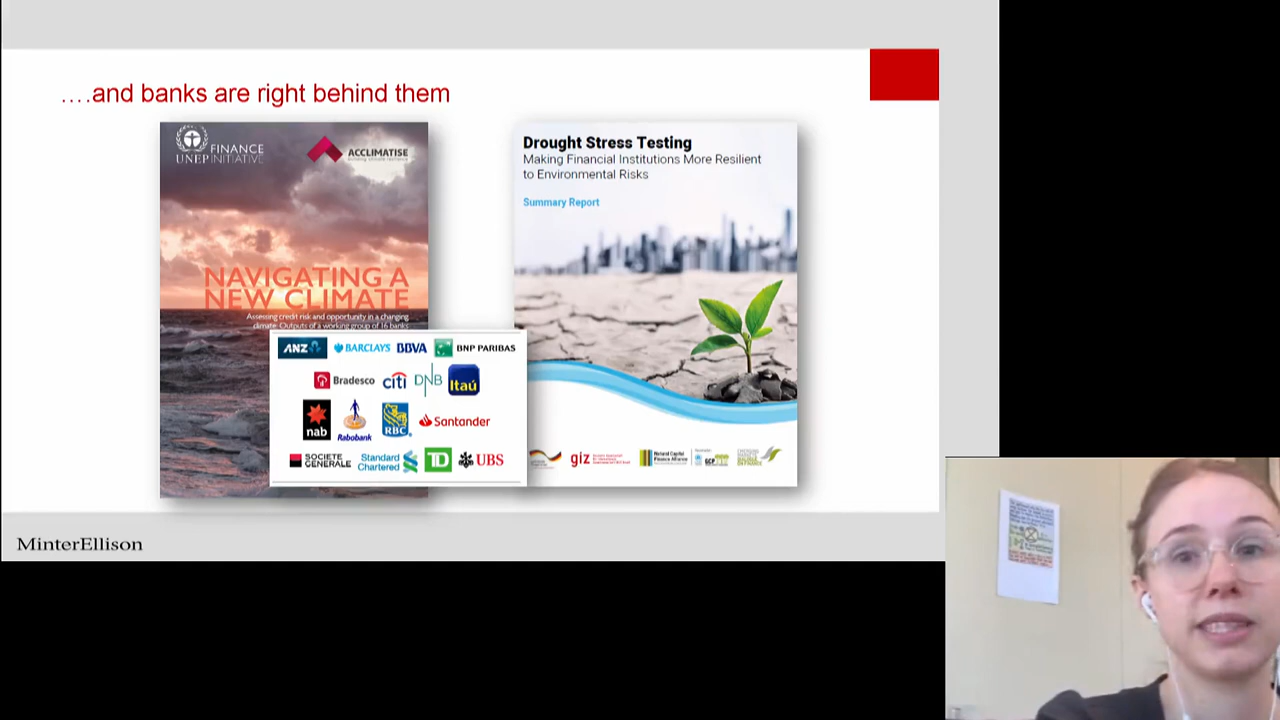 ….and banks are right behind them
FINANCE
UNEP INITIATIVE
ACCLIMATISE
NAVIGATING A
NEW CLIMATE
Assessing credit risk and opportunity in a changing
climate: Outputs of a working group of 16 banks
ANZ
BARCLAYS
BBVA
BNP PARIBAS
Bradesco
citi
DNB
Itaú
nab
Rabobank
RBC
Santander
SOCIETE
GENERALE
Standard
Chartered
TD
UBS
Drought Stress Testing
Making Financial Institutions More Resilient
to Environmental Risks
Summary Report
giz
Natural Capital
Finance Alliance
GCP
MinterEllison